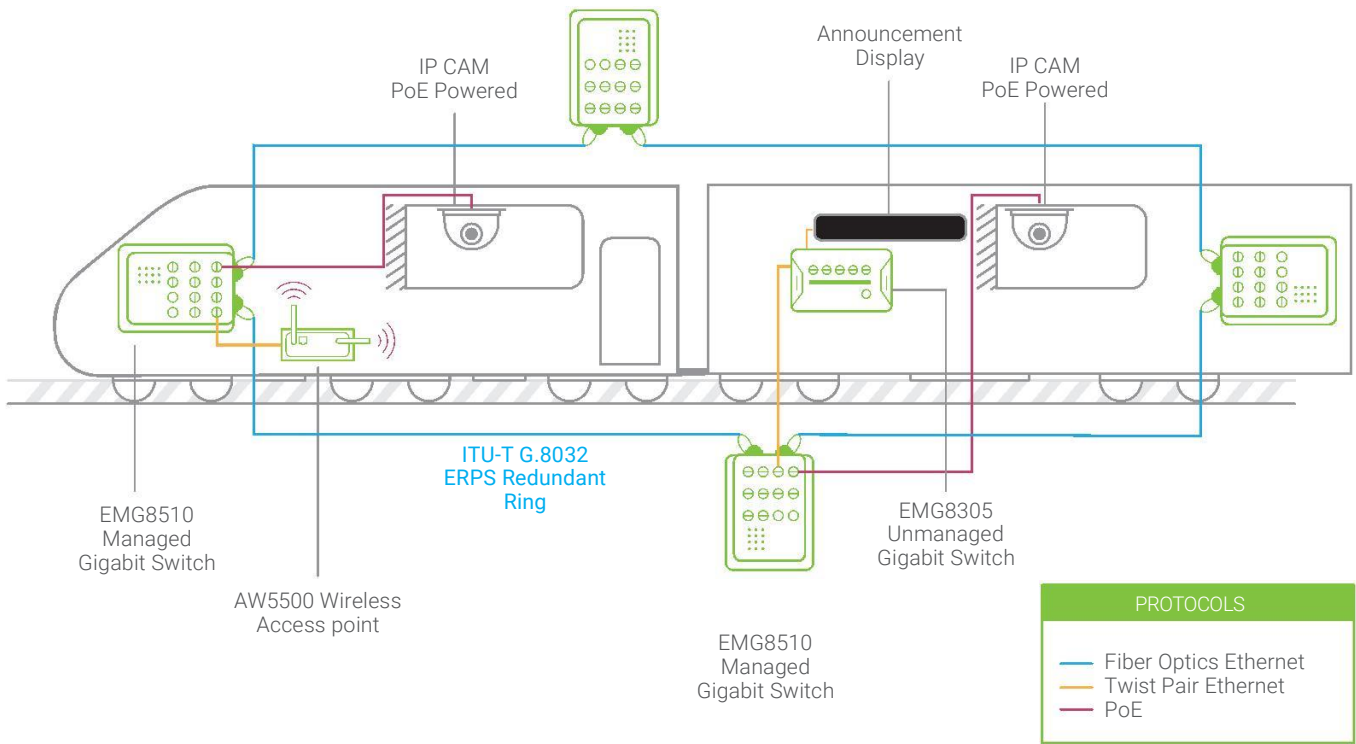 Announcement
Display
IP CAM
PoE Powered
IP CAM
PoE Powered
ITU-T G.8032
ERPS Redundant
Ring
EMG8510
Managed
Gigabit Switch
EMG8305
Unmanaged
Gigabit Switch
AW5500 Wireless
Access point
EMG8510
Managed
Gigabit Switch
PROTOCOLS
Fiber Optics Ethernet
Twist Pair Ethernet
PoE